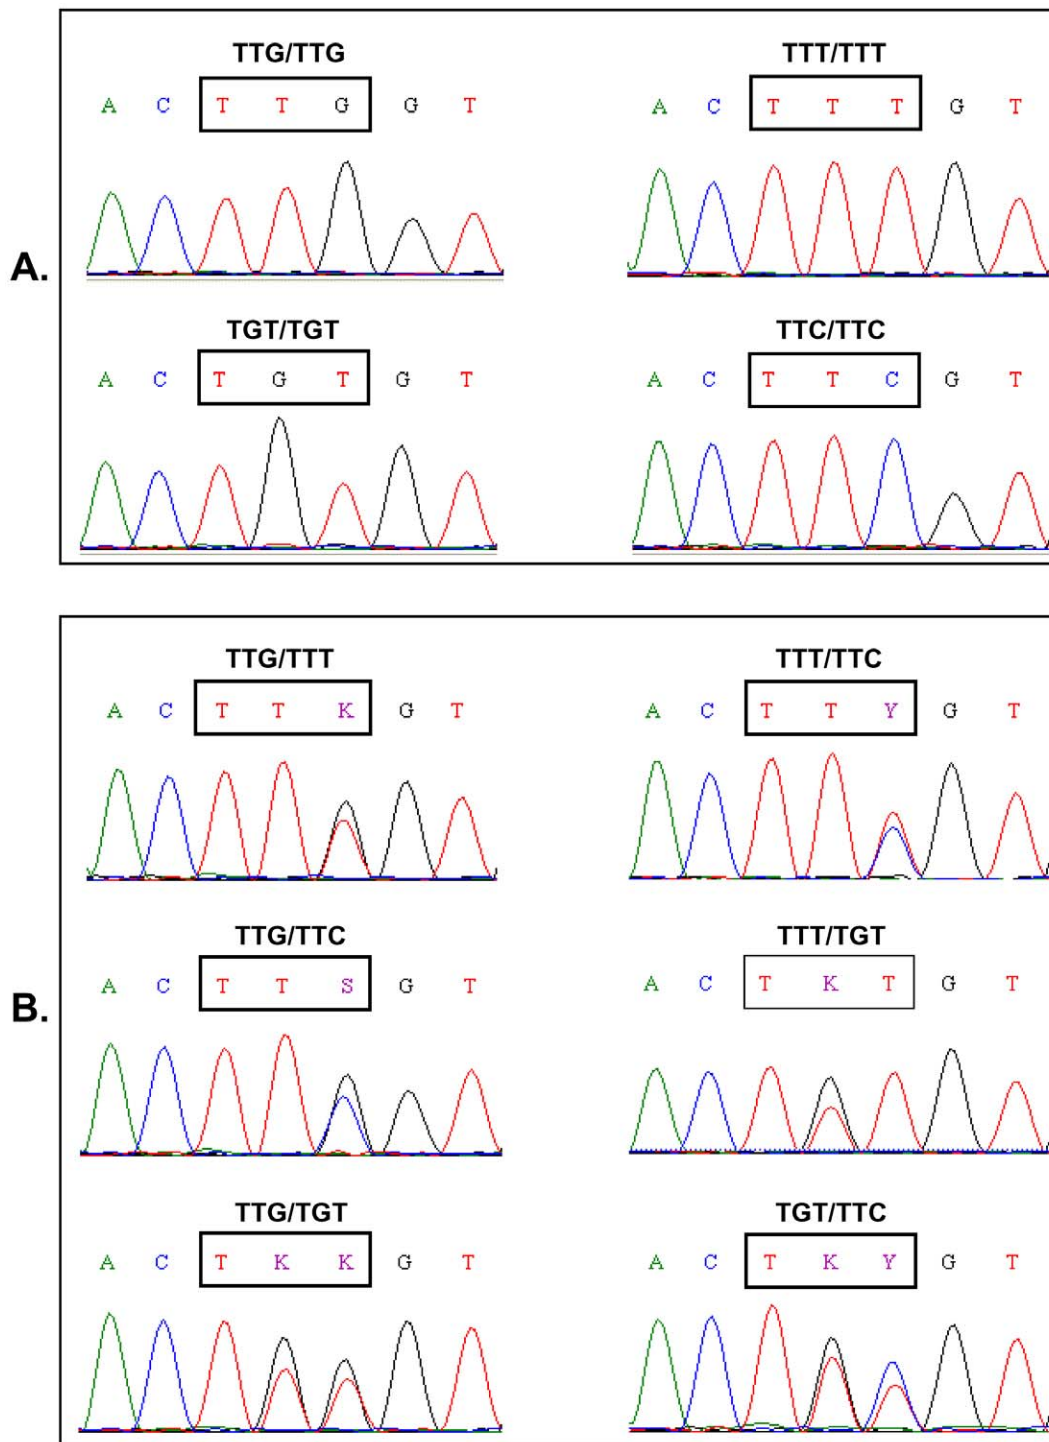 TTG/TTG TTT/TTT
A C T T G G T A C T T T G T
A.
TGT/TGT TTC/TTC
A C T G T G T A C T T C G T
TTG/TTT TTT/TTC
A C T T K G T A C T T Y G T
TTG/TTC TTT/TGT
B.
A C T T S G T A C T K T G T
TTG/TGT TGT/TTC
A C T K K G T A C T K Y G T